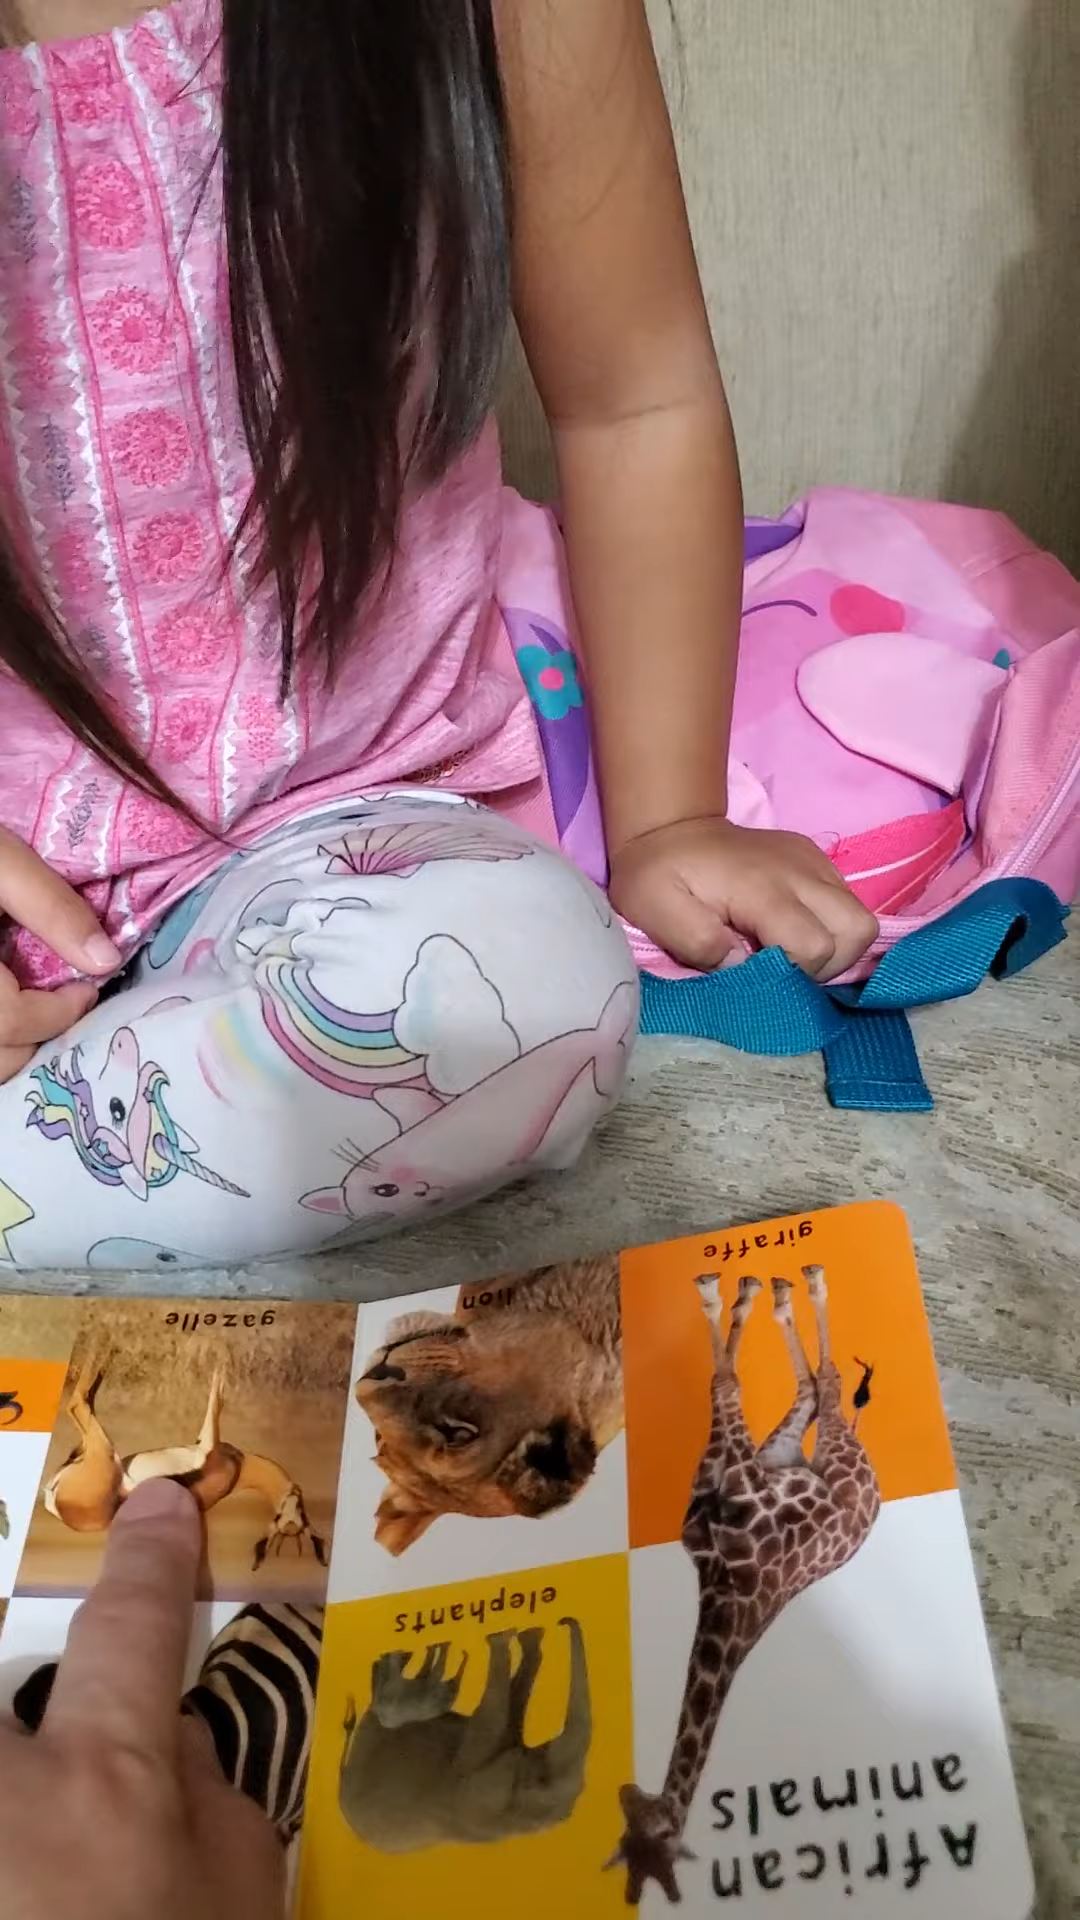 African
animals
giraffe
lion
elephants
gazelle